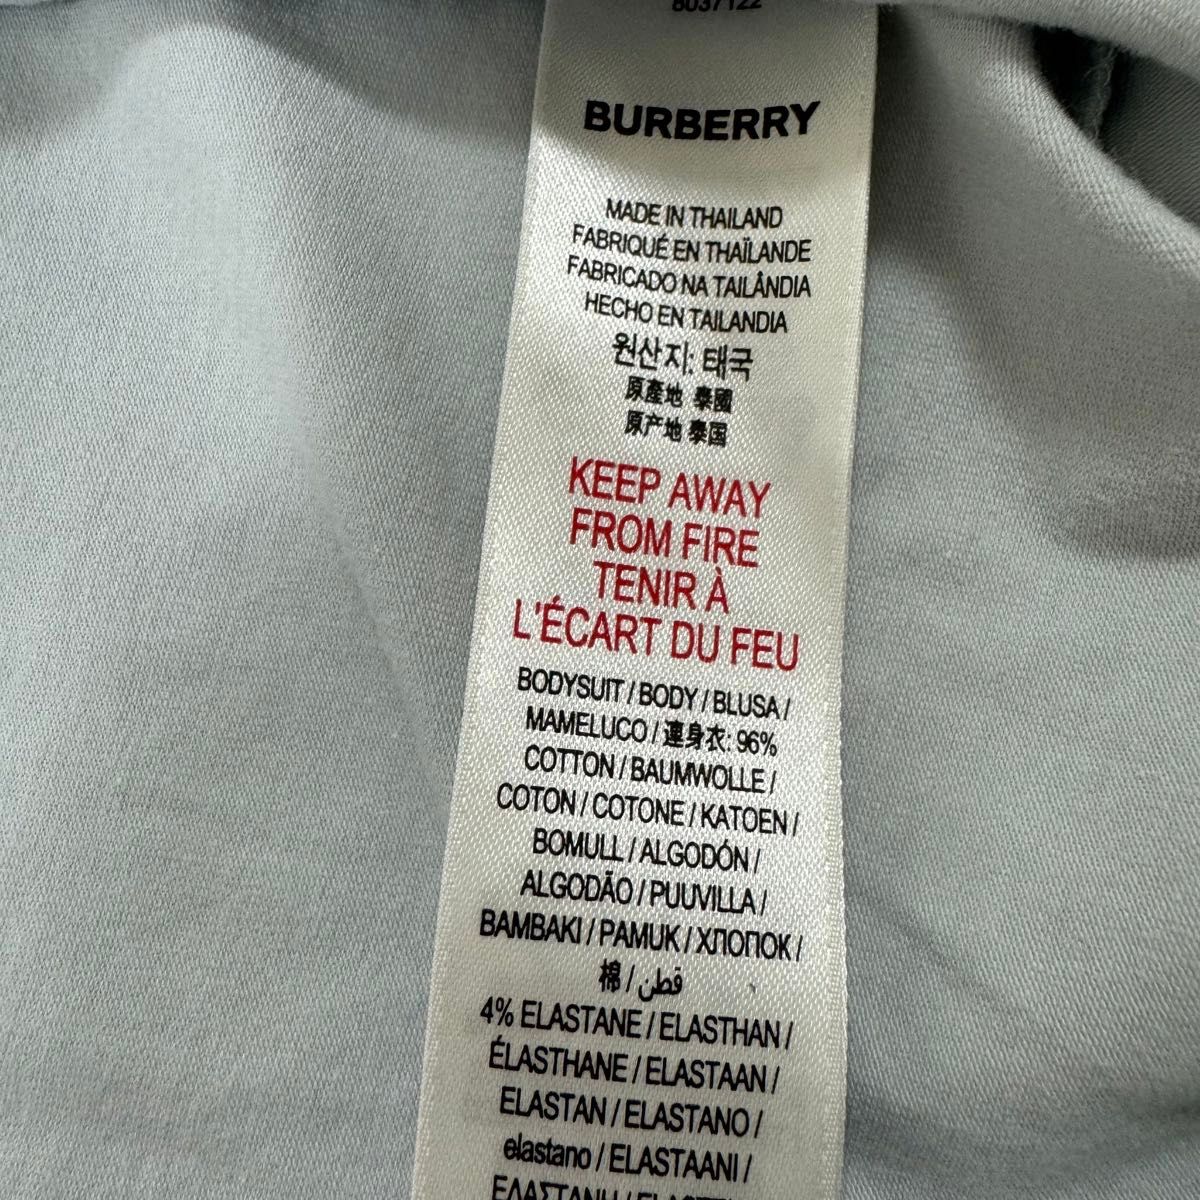 8037122
BURBERRY
MADE IN THAILAND
FABRIQUÉ EN THAÏLANDE
FABRICADO NA TAILÂNDIA
HECHO EN TAILANDIA
원산지: 태국
原產地 泰國
原产地 泰国
KEEP AWAY
FROM FIRE
TENIR À
L'ÉCART DU FEU
BODYSUIT / BODY / BLUSA /
MAMELUCO / 連身衣: 96%
COTTON / BAUMWOLLE /
COTON / COTONE / KATOEN /
BOMULL / ALGODÓN /
ALGODÃO / PUUVILLA /
BAMBAKI / PAMUK / ХЛОПОК /
棉 / قطن
4% ELASTANE / ELASTHAN /
ÉLASTHANE / ELASTAAN /
ELASTAN / ELASTANO /
elastano / ELASTAANI /